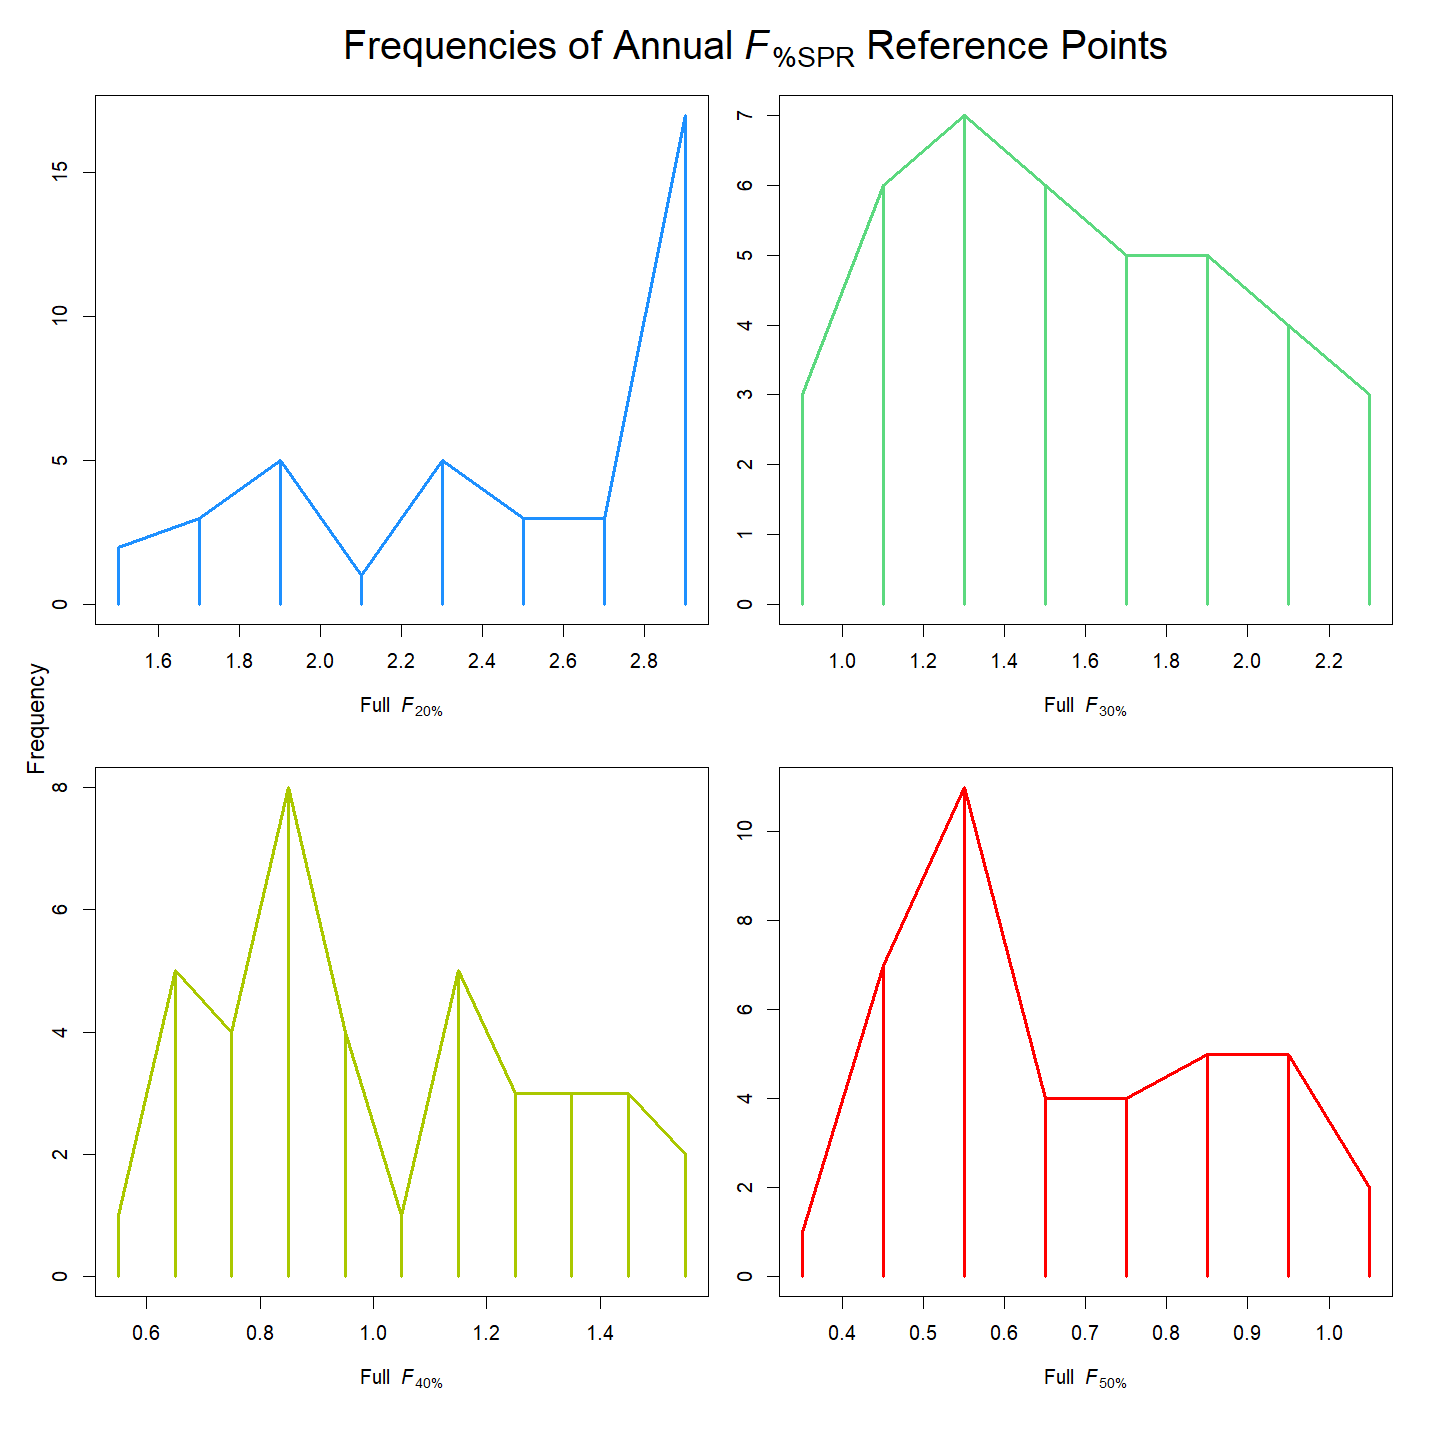 Frequencies of Annual F%SPR Reference Points
Frequency
0 5 10 15
1.6 1.8 2.0 2.2 2.4 2.6 2.8
Full F20%
0 1 2 3 4 5 6 7
1.0 1.2 1.4 1.6 1.8 2.0 2.2
Full F30%
0 2 4 6 8
0.6 0.8 1.0 1.2 1.4
Full F40%
0 2 4 6 8 10
0.4 0.5 0.6 0.7 0.8 0.9 1.0
Full F50%